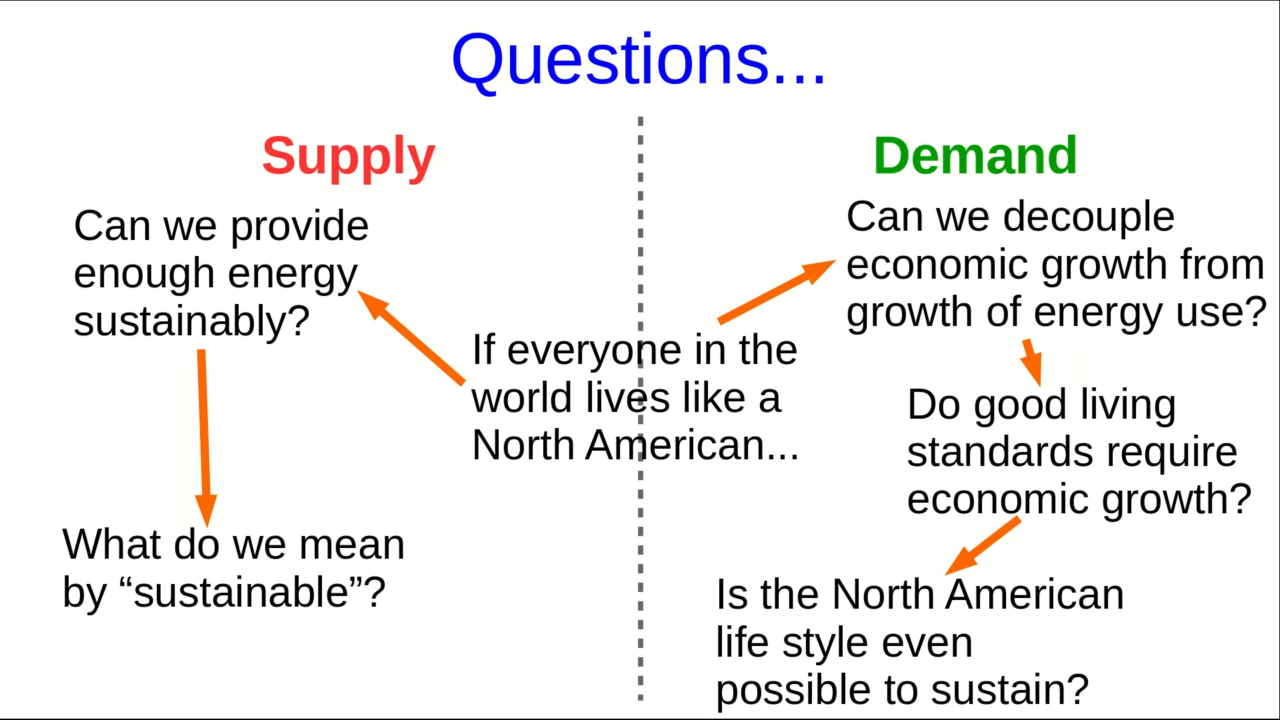 Questions...
Supply
Can we provide
enough energy
sustainably?
What do we mean
by “sustainable”?
If everyone in the
world lives like a
North American...
Demand
Can we decouple
economic growth from
growth of energy use?
Do good living
standards require
economic growth?
Is the North American
life style even
possible to sustain?